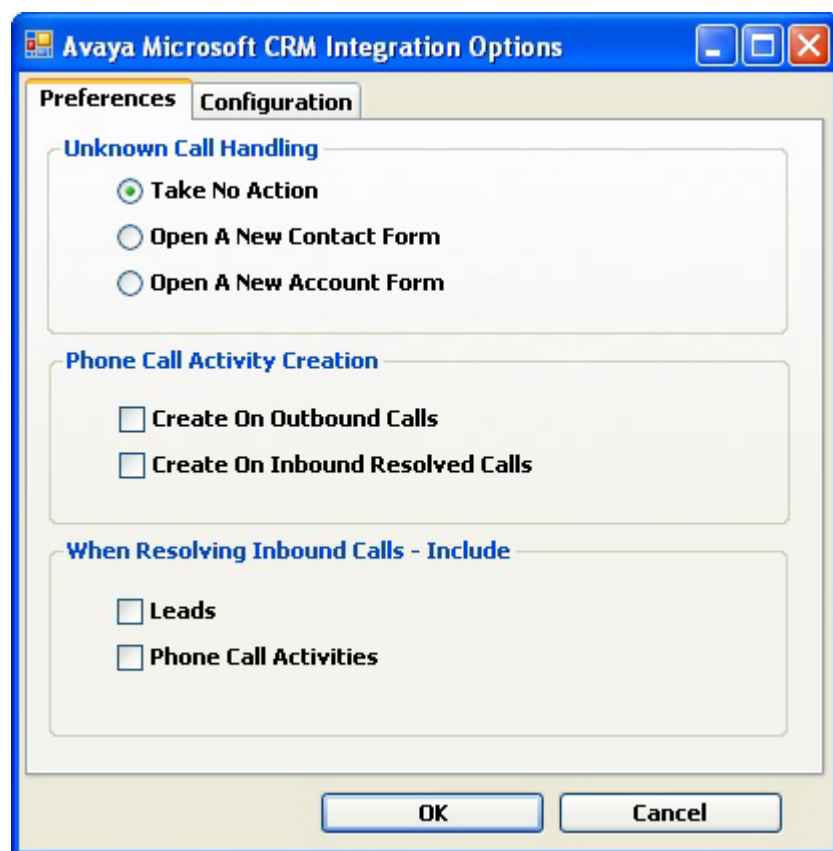 Avaya Microsoft CRM Integration Options
Preferences
Configuration
Unknown Call Handling
Take No Action
Open A New Contact Form
Open A New Account Form
Phone Call Activity Creation
Create On Outbound Calls
Create On Inbound Resolved Calls
When Resolving Inbound Calls - Include
Leads
Phone Call Activities
OK
Cancel